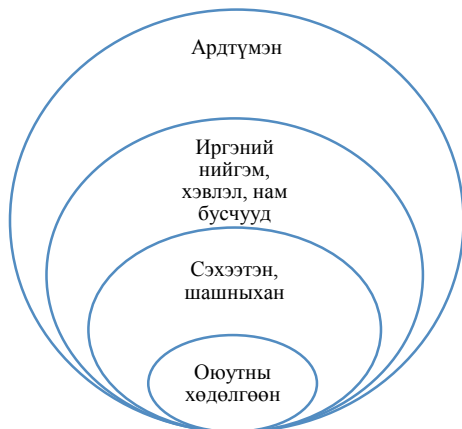 Ардтүмэн
Иргэний
нийгэм,
хэвлэл, нам
бусчууд
Сэхээтэн,
шашныхан
Оюутны
хөдөлгөөн